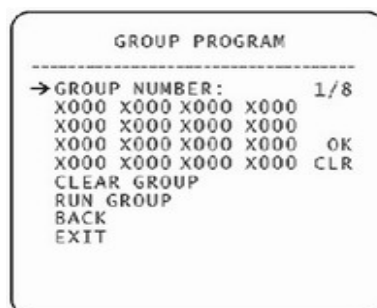 GROUP PROGRAM
→GROUP NUMBER: 1/8
X000 X000 X000 X000
X000 X000 X000 X000
X000 X000 X000 X000 OK
X000 X000 X000 X000 CLR
CLEAR GROUP
RUN GROUP
BACK
EXIT